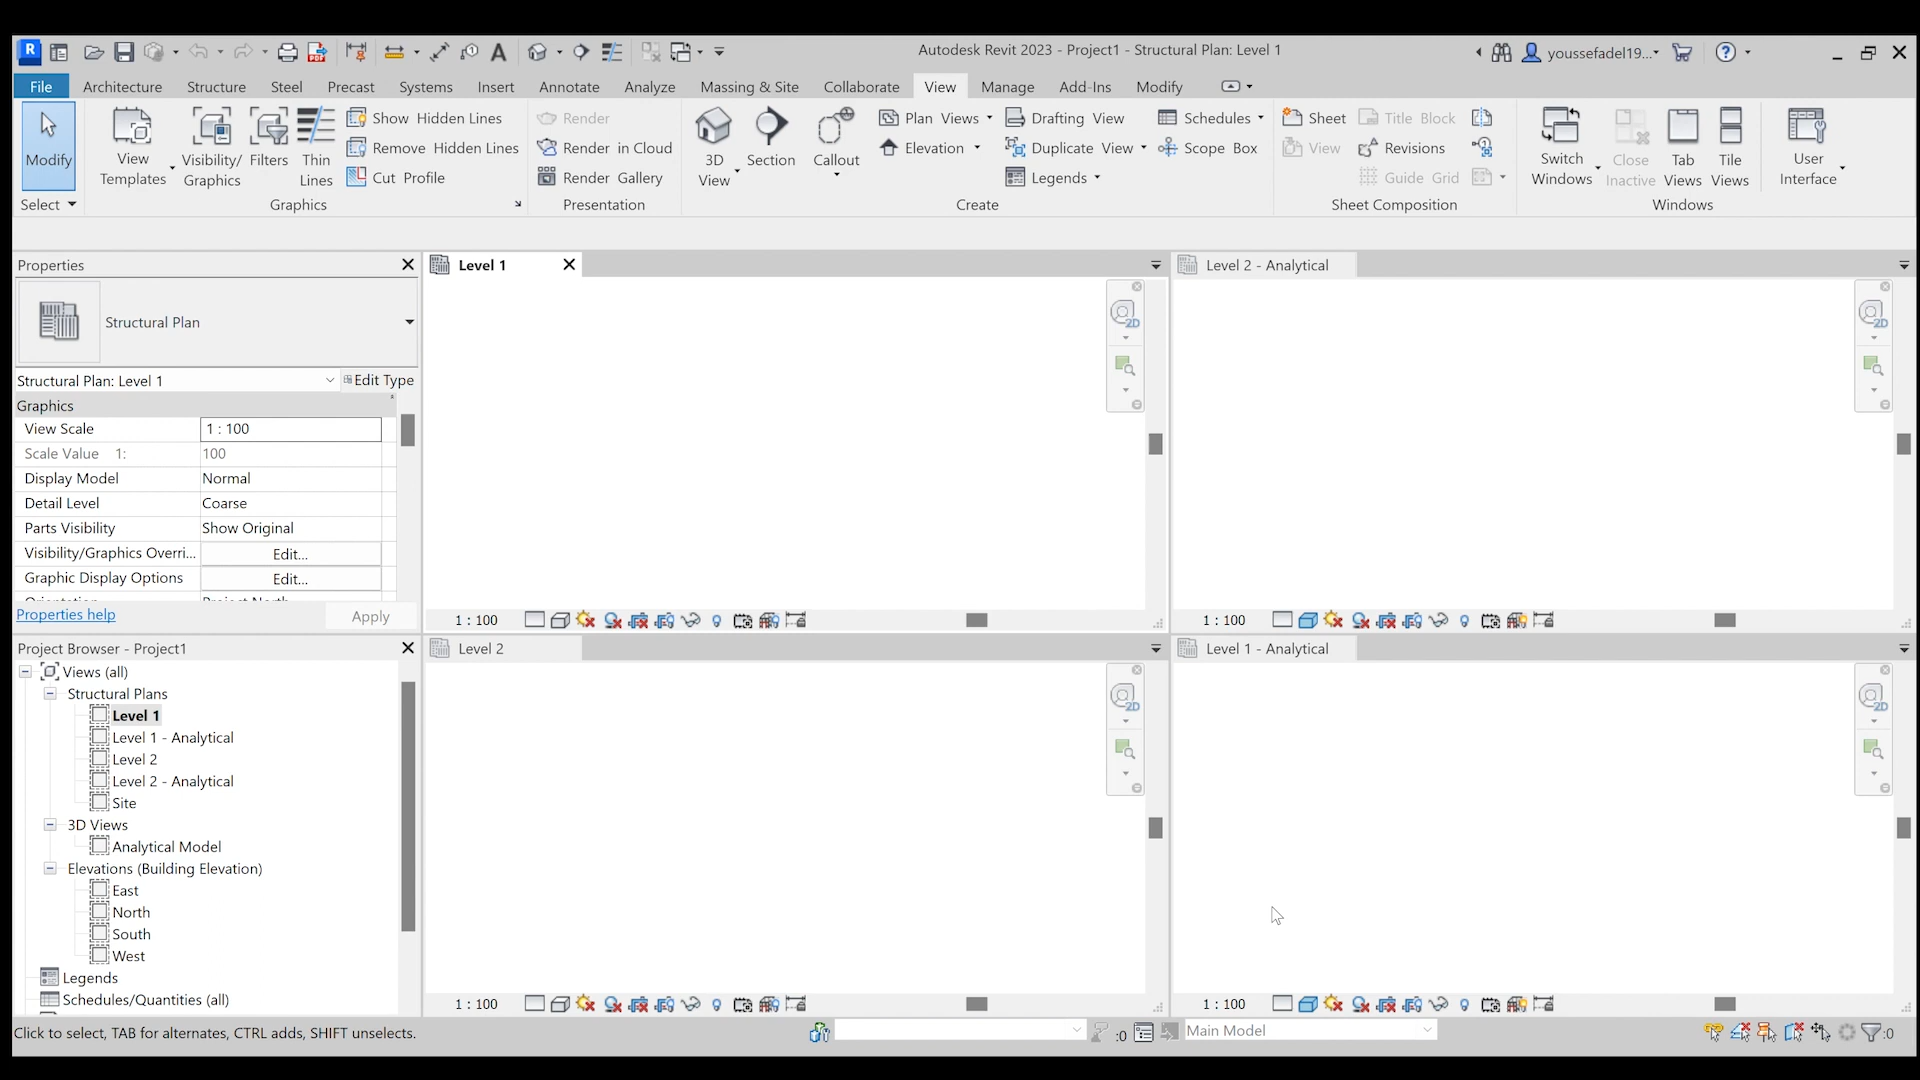 Autodesk Revit 2023 - Project1 - Structural Plan: Level 1
youssefadel19...
File Architecture Structure Steel Precast Systems Insert Annotate Analyze Massing & Site Collaborate View Manage Add-Ins Modify
Modify
Select
View Templates
Visibility/ Graphics
Filters
Thin Lines
Show Hidden Lines
Remove Hidden Lines
Cut Profile
Graphics
Render
Render in Cloud
Render Gallery
Presentation
3D View
Section
Callout
Plan Views
Elevation
Drafting View
Duplicate View
Legends
Schedules
Scope Box
Create
Sheet
View
Title Block
Revisions
Guide Grid
Sheet Composition
Switch Windows
Close Inactive
Tab Views
Tile Views
Windows
User Interface
Properties
Structural Plan
Structural Plan: Level 1
Edit Type
Graphics
View Scale 1 : 100
Scale Value 1: 100
Display Model Normal
Detail Level Coarse
Parts Visibility Show Original
Visibility/Graphics Overri... Edit...
Graphic Display Options Edit...
Properties help
Apply
Project Browser - Project1
Views (all)
Structural Plans
Level 1
Level 1 - Analytical
Level 2
Level 2 - Analytical
Site
3D Views
Analytical Model
Elevations (Building Elevation)
East
North
South
West
Legends
Schedules/Quantities (all)
Level 1
2D
1 : 100
Level 2 - Analytical
2D
1 : 100
Level 2
2D
1 : 100
Level 1 - Analytical
2D
1 : 100
Click to select, TAB for alternates, CTRL adds, SHIFT unselects.
:0
Main Model
:0